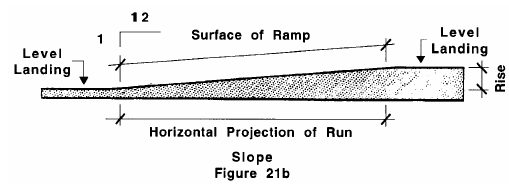 12
1
Surface of Ramp
Level
Landing
Level
Landing
Rise
Horizontal Projection of Run
Slope
Figure 21b